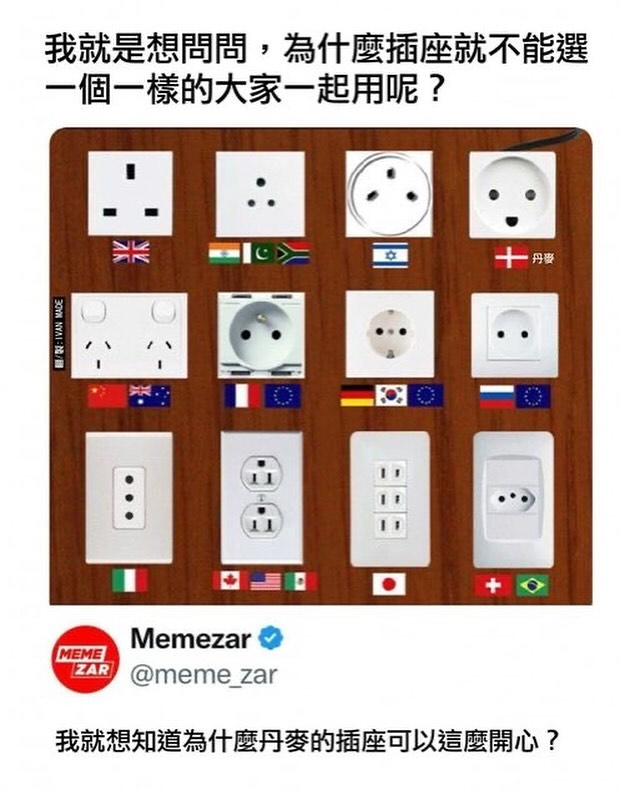 我就是想問問，為什麼插座就不能選
一個一樣的大家一起用呢？
丹麥
翻/製:IVAN MADE
MEME
ZAR
Memezar
@meme_zar
我就想知道為什麼丹麥的插座可以這麼開心？